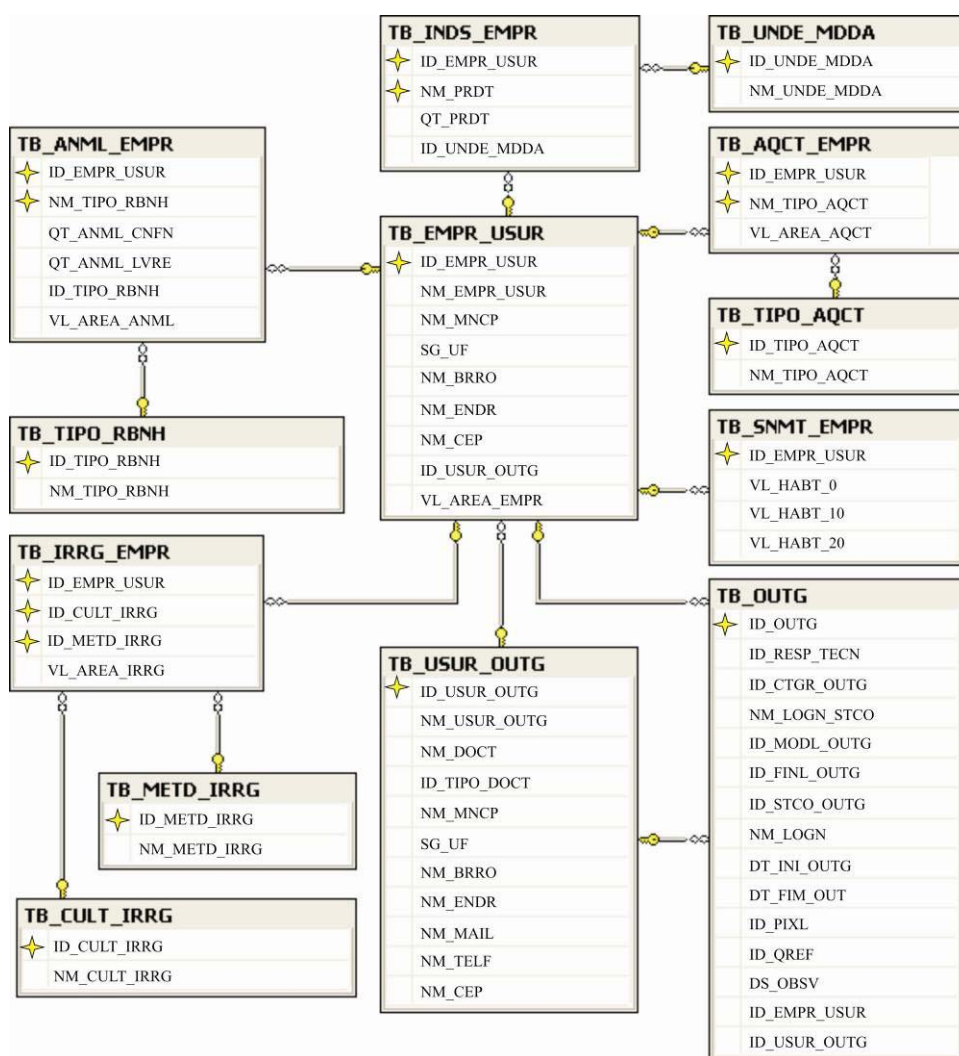 TB_INDS_EMPR
ID_EMPR_USUR
NM_PRDT
QT_PRDT
ID_UNDE_MDDA
TB_UNDE_MDDA
ID_UNDE_MDDA
NM_UNDE_MDDA
TB_ANML_EMPR
ID_EMPR_USUR
NM_TIPO_RBNH
QT_ANML_CNFN
QT_ANML_LVRE
ID_TIPO_RBNH
VL_AREA_ANML
TB_AQCT_EMPR
ID_EMPR_USUR
NM_TIPO_AQCT
VL_AREA_AQCT
TB_EMPR_USUR
ID_EMPR_USUR
NM_EMPR_USUR
NM_MNCP
SG_UF
NM_BRRO
NM_ENDR
NM_CEP
ID_USUR_OUTG
VL_AREA_EMPR
TB_TIPO_AQCT
ID_TIPO_AQCT
NM_TIPO_AQCT
TB_TIPO_RBNH
ID_TIPO_RBNH
NM_TIPO_RBNH
TB_SNMT_EMPR
ID_EMPR_USUR
VL_HABT_0
VL_HABT_10
VL_HABT_20
TB_IRRG_EMPR
ID_EMPR_USUR
ID_CULT_IRRG
ID_METD_IRRG
VL_AREA_IRRG
TB_USUR_OUTG
ID_USUR_OUTG
NM_USUR_OUTG
NM_DOCT
ID_TIPO_DOCT
NM_MNCP
SG_UF
NM_BRRO
NM_ENDR
NM_MAIL
NM_TELF
NM_CEP
TB_OUTG
ID_OUTG
ID_RESP_TECN
ID_CTGR_OUTG
NM_LOGN_STCO
ID_MODL_OUTG
ID_FINL_OUTG
ID_STCO_OUTG
NM_LOGN
DT_INI_OUTG
DT_FIM_OUT
ID_PIXL
ID_QREF
DS_OBSV
ID_EMPR_USUR
ID_USUR_OUTG
TB_METD_IRRG
ID_METD_IRRG
NM_METD_IRRG
TB_CULT_IRRG
ID_CULT_IRRG
NM_CULT_IRRG